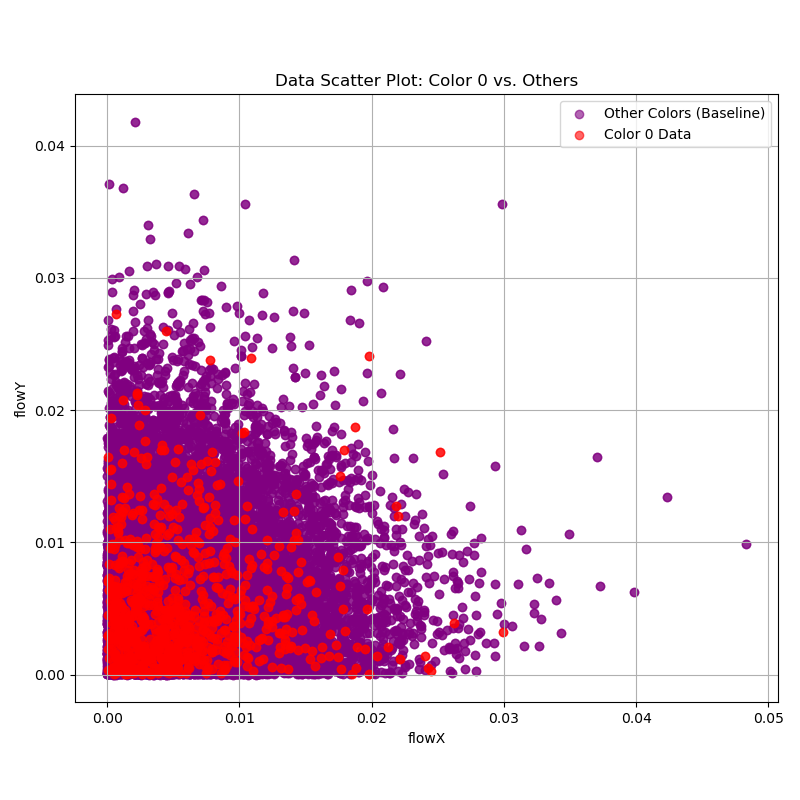 Data Scatter Plot: Color 0 vs. Others
Other Colors (Baseline)
Color 0 Data
0.04
0.03
0.02
0.01
0.00
flowY
0.00 0.01 0.02 0.03 0.04 0.05
flowX